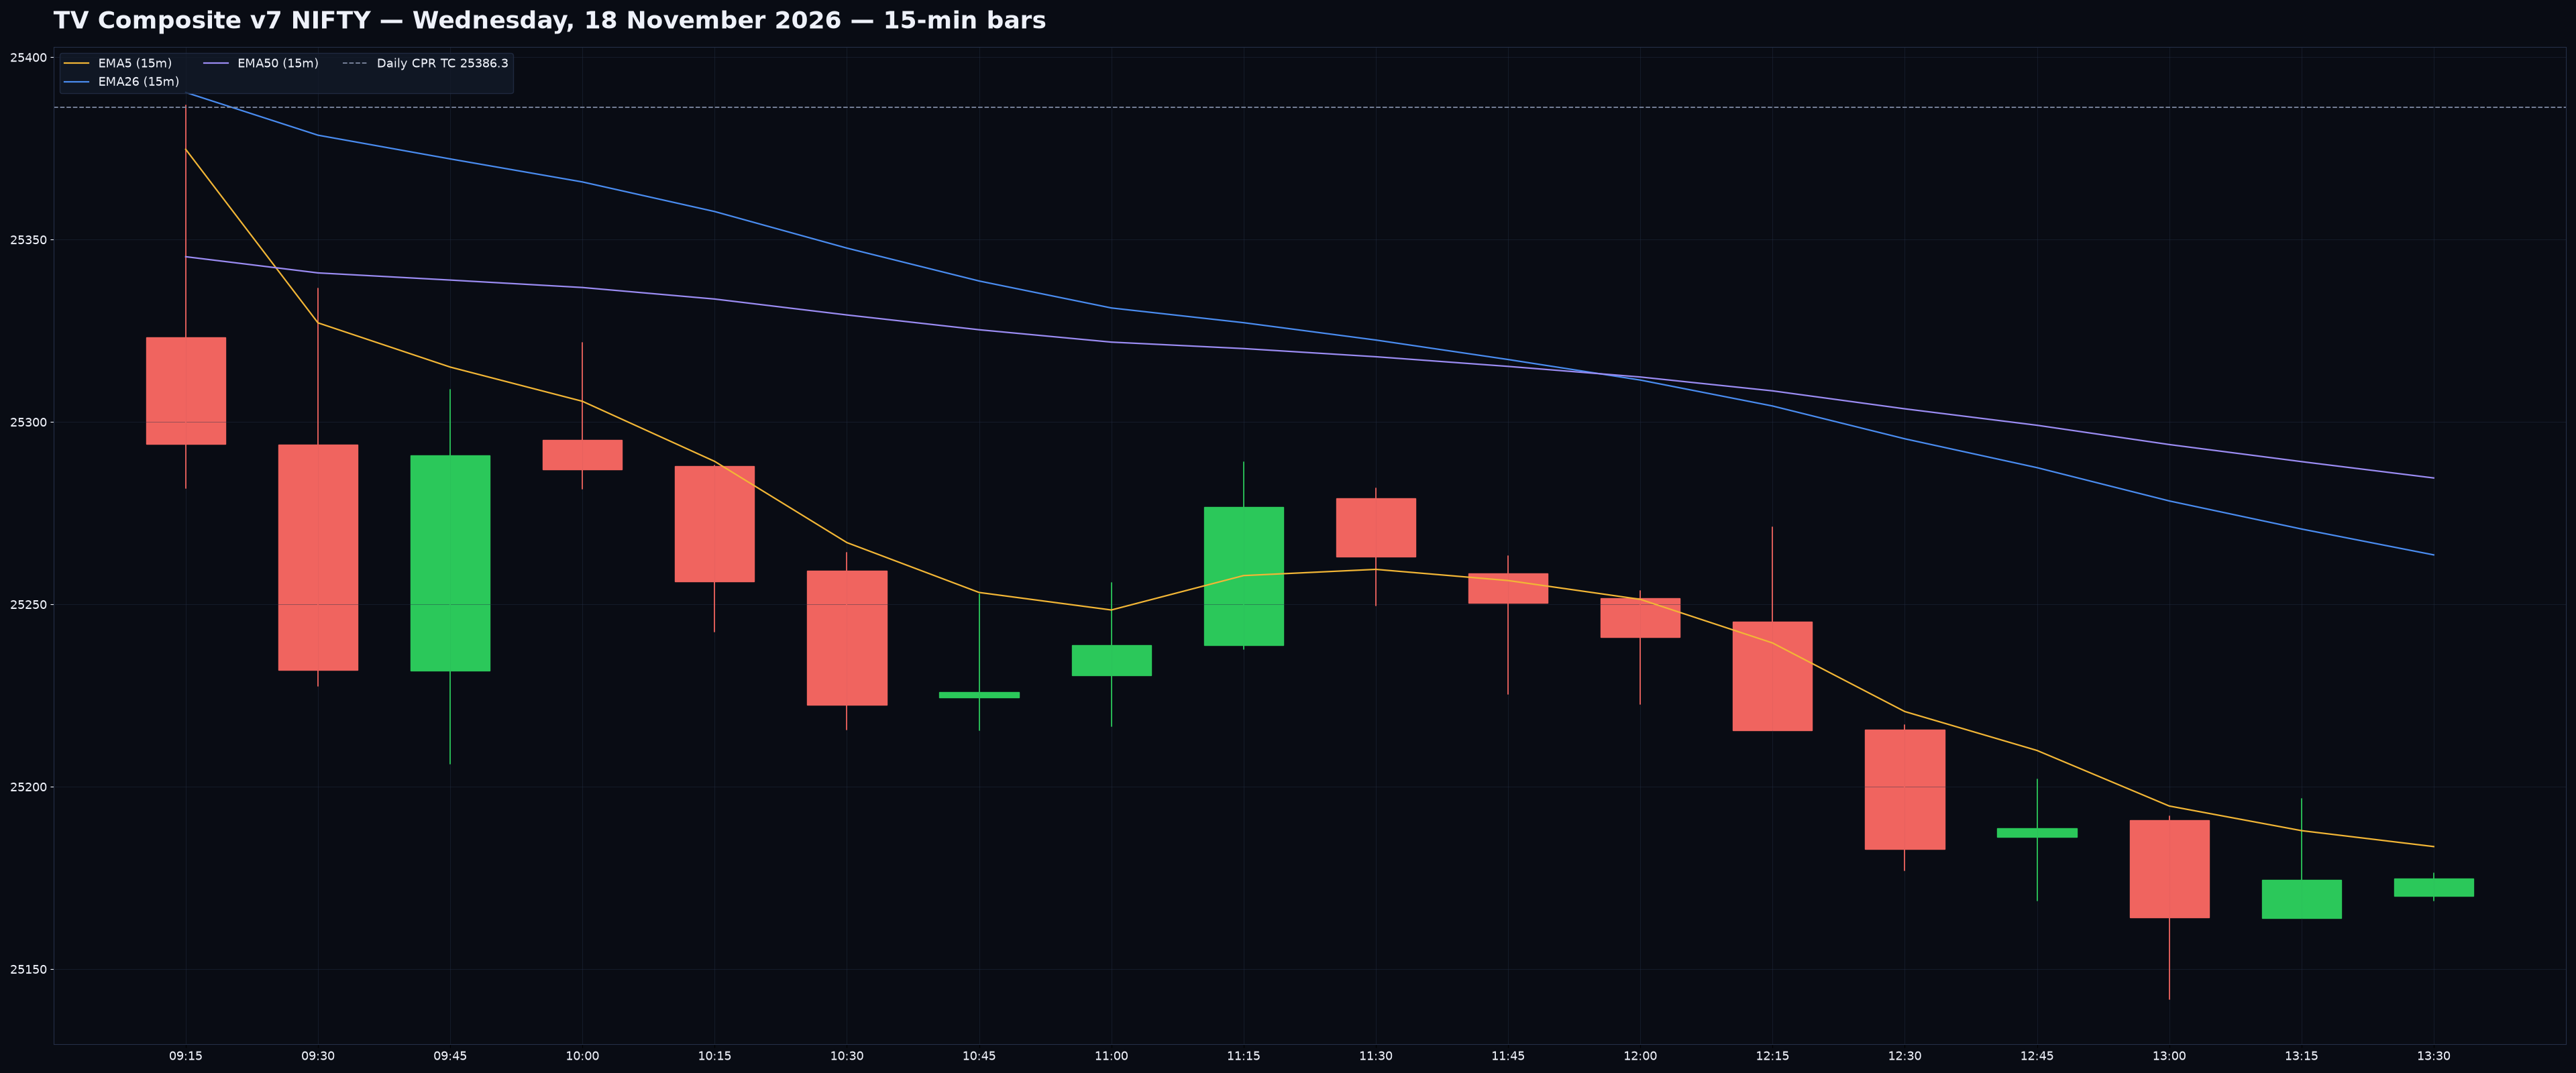 TV Composite v7 NIFTY — Wednesday, 18 November 2026 — 15-min bars
EMA5 (15m) EMA50 (15m) Daily CPR TC 25386.3
EMA26 (15m)
25400
25350
25300
25250
25200
25150
09:15 09:30 09:45 10:00 10:15 10:30 10:45 11:00 11:15 11:30 11:45 12:00 12:15 12:30 12:45 13:00 13:15 13:30